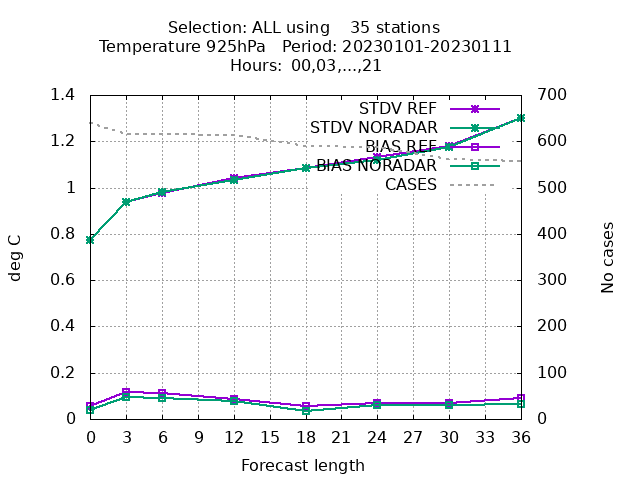 Selection: ALL using    35 stations
Temperature 925hPa   Period: 20230101-20230111
Hours:  00,03,...,21
1.4
1.2
1
0.8
0.6
0.4
0.2
0
deg C
700
600
500
400
300
200
100
0
No cases
STDV REF
STDV NORADAR
BIAS REF
BIAS NORADAR
CASES
0 3 6 9 12 15 18 21 24 27 30 33 36
Forecast length